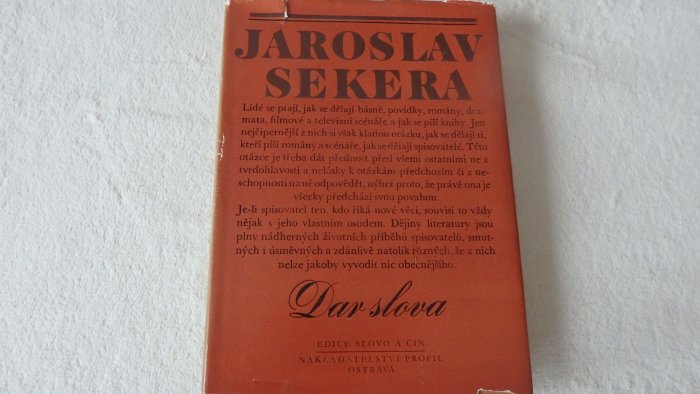 JAROSLAV
SEKERA
Lidé se ptají, jak se dělají básně, povídky, romány, dra-
mata, filmové a televizní scénáře a jak se píší knihy. Jen
nejčipernější z nich si však kladou otázku, jak se dělají ti,
kteří píší romány a scénáře, jak se dělají spisovatelé. Této
otázce je třeba dát přednost před všemi ostatními ne z
tvrdohlavosti a nelásky k otázkám předchozím či z ne-
schopnosti na ně odpovědět, nýbrž proto, že právě ona je
všecky předchází svou povahou.
Je-li spisovatel ten, kdo říká nové věci, souvisí to vždy
nějak s jeho vlastním osudem. Dějiny literatury jsou
plny nádherných životních příběhů spisovatelů, smut-
ných i úsměvných a zdánlivě natolik různých, že z nich
nelze jakoby vyvodit nic obecnějšího.
Dar slova
EDICE SLOVO A ČIN
NAKLADATELSTVÍ PROFIL
OSTRAVA